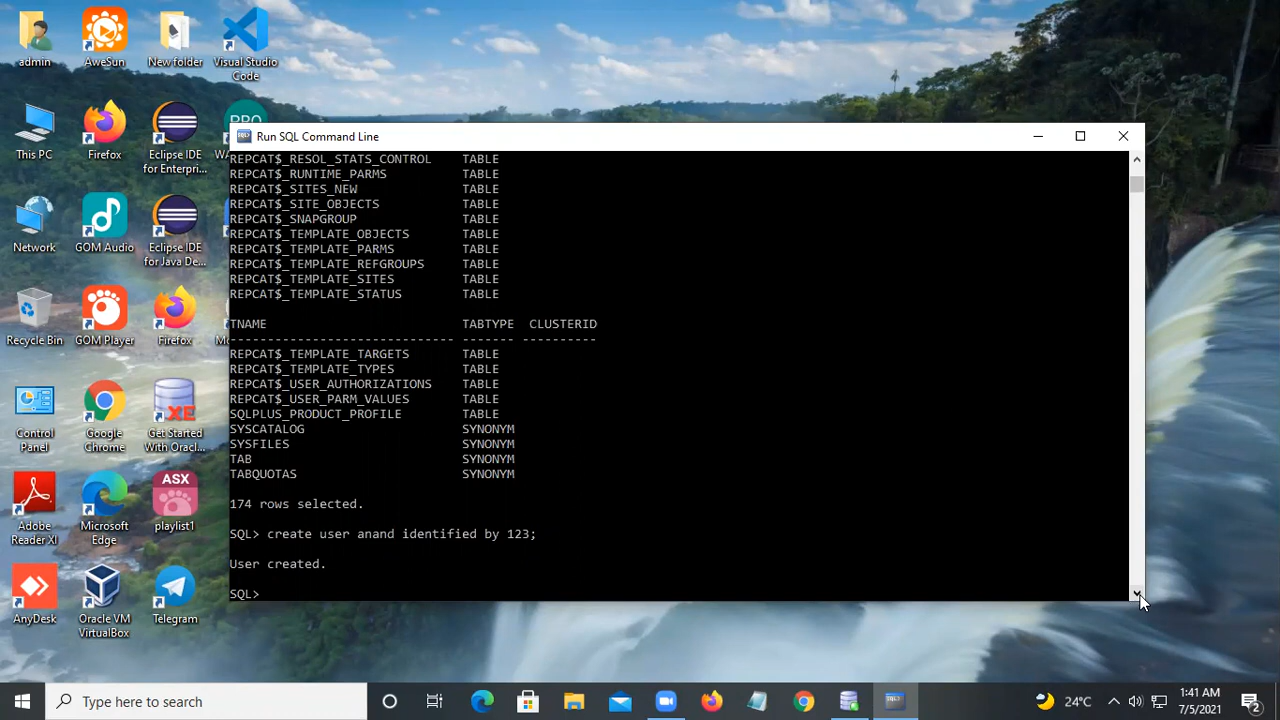 admin
AweSun
New folder
Visual Studio
Code
This PC
Firefox
Eclipse IDE
for Enterpri...
PRO
Network
GOM Audio
Eclipse IDE
for Java De...
Recycle Bin
GOM Player
Firefox
Control
Panel
Google
Chrome
XE
Get Started
With Oracl...
Adobe
Reader XI
Microsoft
Edge
ASX
playlist1
AnyDesk
Oracle VM
VirtualBox
Telegram
Run SQL Command Line
REPCAT$_RESOL_STATS_CONTROL TABLE
REPCAT$_RUNTIME_PARMS TABLE
REPCAT$_SITES_NEW TABLE
REPCAT$_SITE_OBJECTS TABLE
REPCAT$_SNAPGROUP TABLE
REPCAT$_TEMPLATE_OBJECTS TABLE
REPCAT$_TEMPLATE_PARMS TABLE
REPCAT$_TEMPLATE_REFGROUPS TABLE
REPCAT$_TEMPLATE_SITES TABLE
REPCAT$_TEMPLATE_STATUS TABLE
TNAME TABTYPE CLUSTERID
------------------------------ ------- ----------
REPCAT$_TEMPLATE_TARGETS TABLE
REPCAT$_TEMPLATE_TYPES TABLE
REPCAT$_USER_AUTHORIZATIONS TABLE
REPCAT$_USER_PARM_VALUES TABLE
SQLPLUS_PRODUCT_PROFILE TABLE
SYSCATALOG SYNONYM
SYSFILES SYNONYM
TAB SYNONYM
TABQUOTAS SYNONYM
174 rows selected.
SQL> create user anand identified by 123;
User created.
SQL>
Type here to search
24°C
1:41 AM
7/5/2021
2